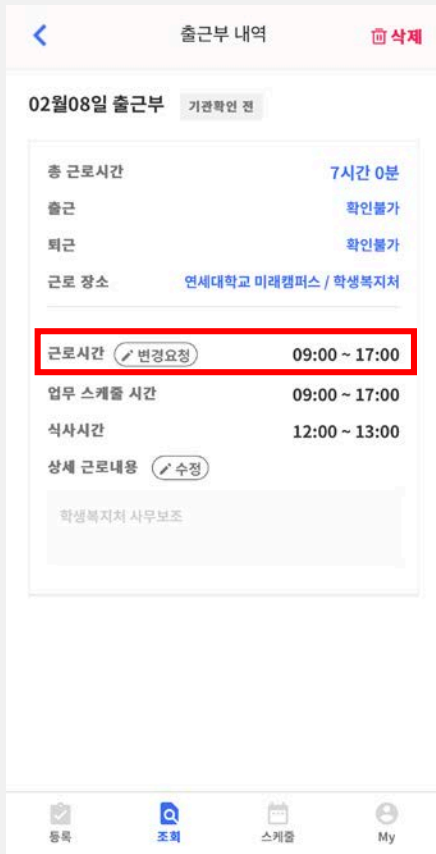 출근부 내역
삭제
02월08일 출근부 기관확인 전
총 근로시간 7시간 0분
출근 확인불가
퇴근 확인불가
근로 장소 연세대학교 미래캠퍼스 / 학생복지처
근로시간 변경요청 09:00 ~ 17:00
업무 스케줄 시간 09:00 ~ 17:00
식사시간 12:00 ~ 13:00
상세 근로내용 수정
학생복지처 사무보조
등록 조회 스케줄 My